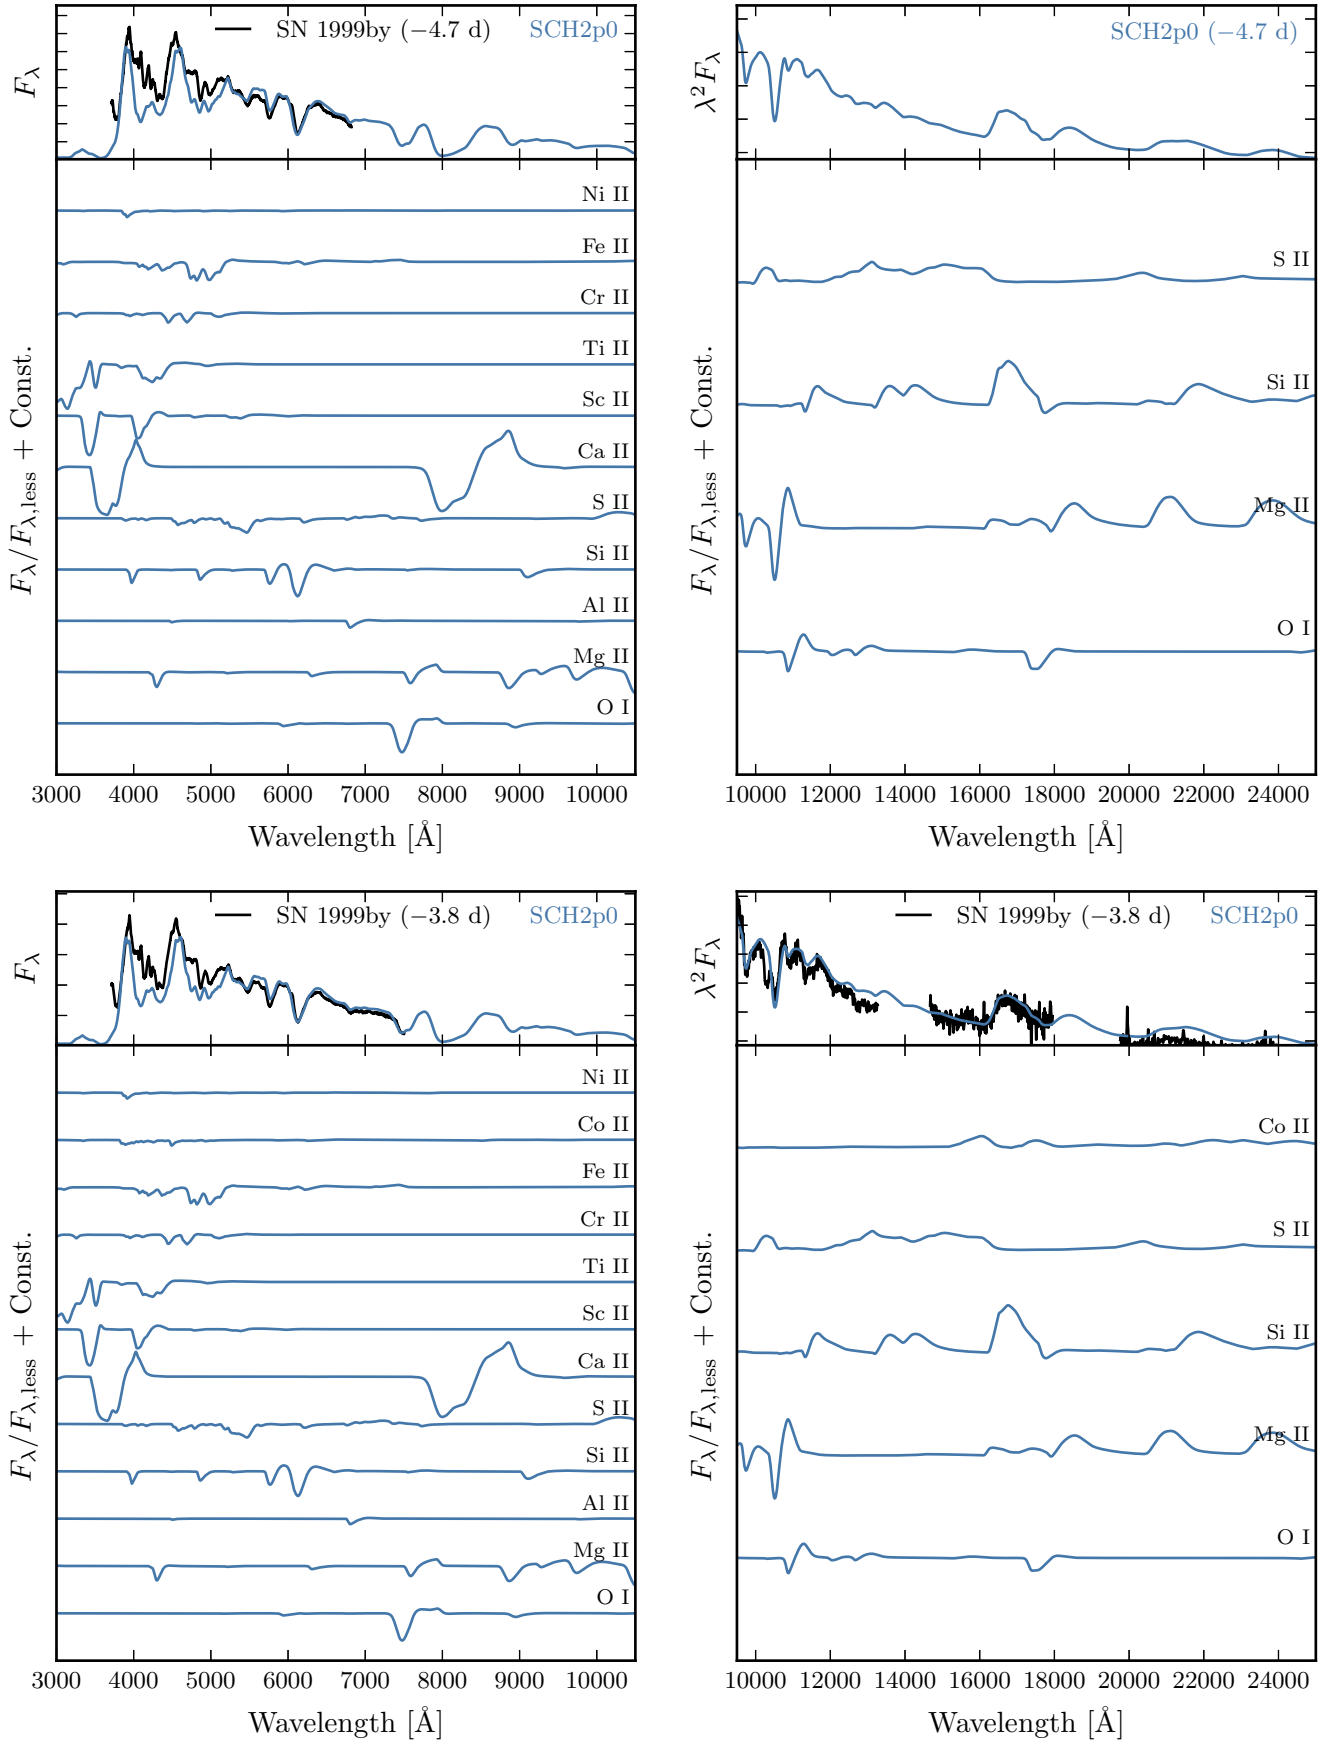 SN 1999by (−4.7 d) SCH2p0
F_λ
Ni II
Fe II
Cr II
Ti II
Sc II
Ca II
S II
Si II
Al II
Mg II
O I
F_λ/F_λ,less + Const.
3000 4000 5000 6000 7000 8000 9000 10000
Wavelength [Å]
SCH2p0 (−4.7 d)
λ²F_λ
S II
Si II
Mg II
O I
F_λ/F_λ,less + Const.
10000 12000 14000 16000 18000 20000 22000 24000
Wavelength [Å]
SN 1999by (−3.8 d) SCH2p0
F_λ
Ni II
Co II
Fe II
Cr II
Ti II
Sc II
Ca II
S II
Si II
Al II
Mg II
O I
F_λ/F_λ,less + Const.
3000 4000 5000 6000 7000 8000 9000 10000
Wavelength [Å]
SN 1999by (−3.8 d) SCH2p0
λ²F_λ
Co II
S II
Si II
Mg II
O I
F_λ/F_λ,less + Const.
10000 12000 14000 16000 18000 20000 22000 24000
Wavelength [Å]